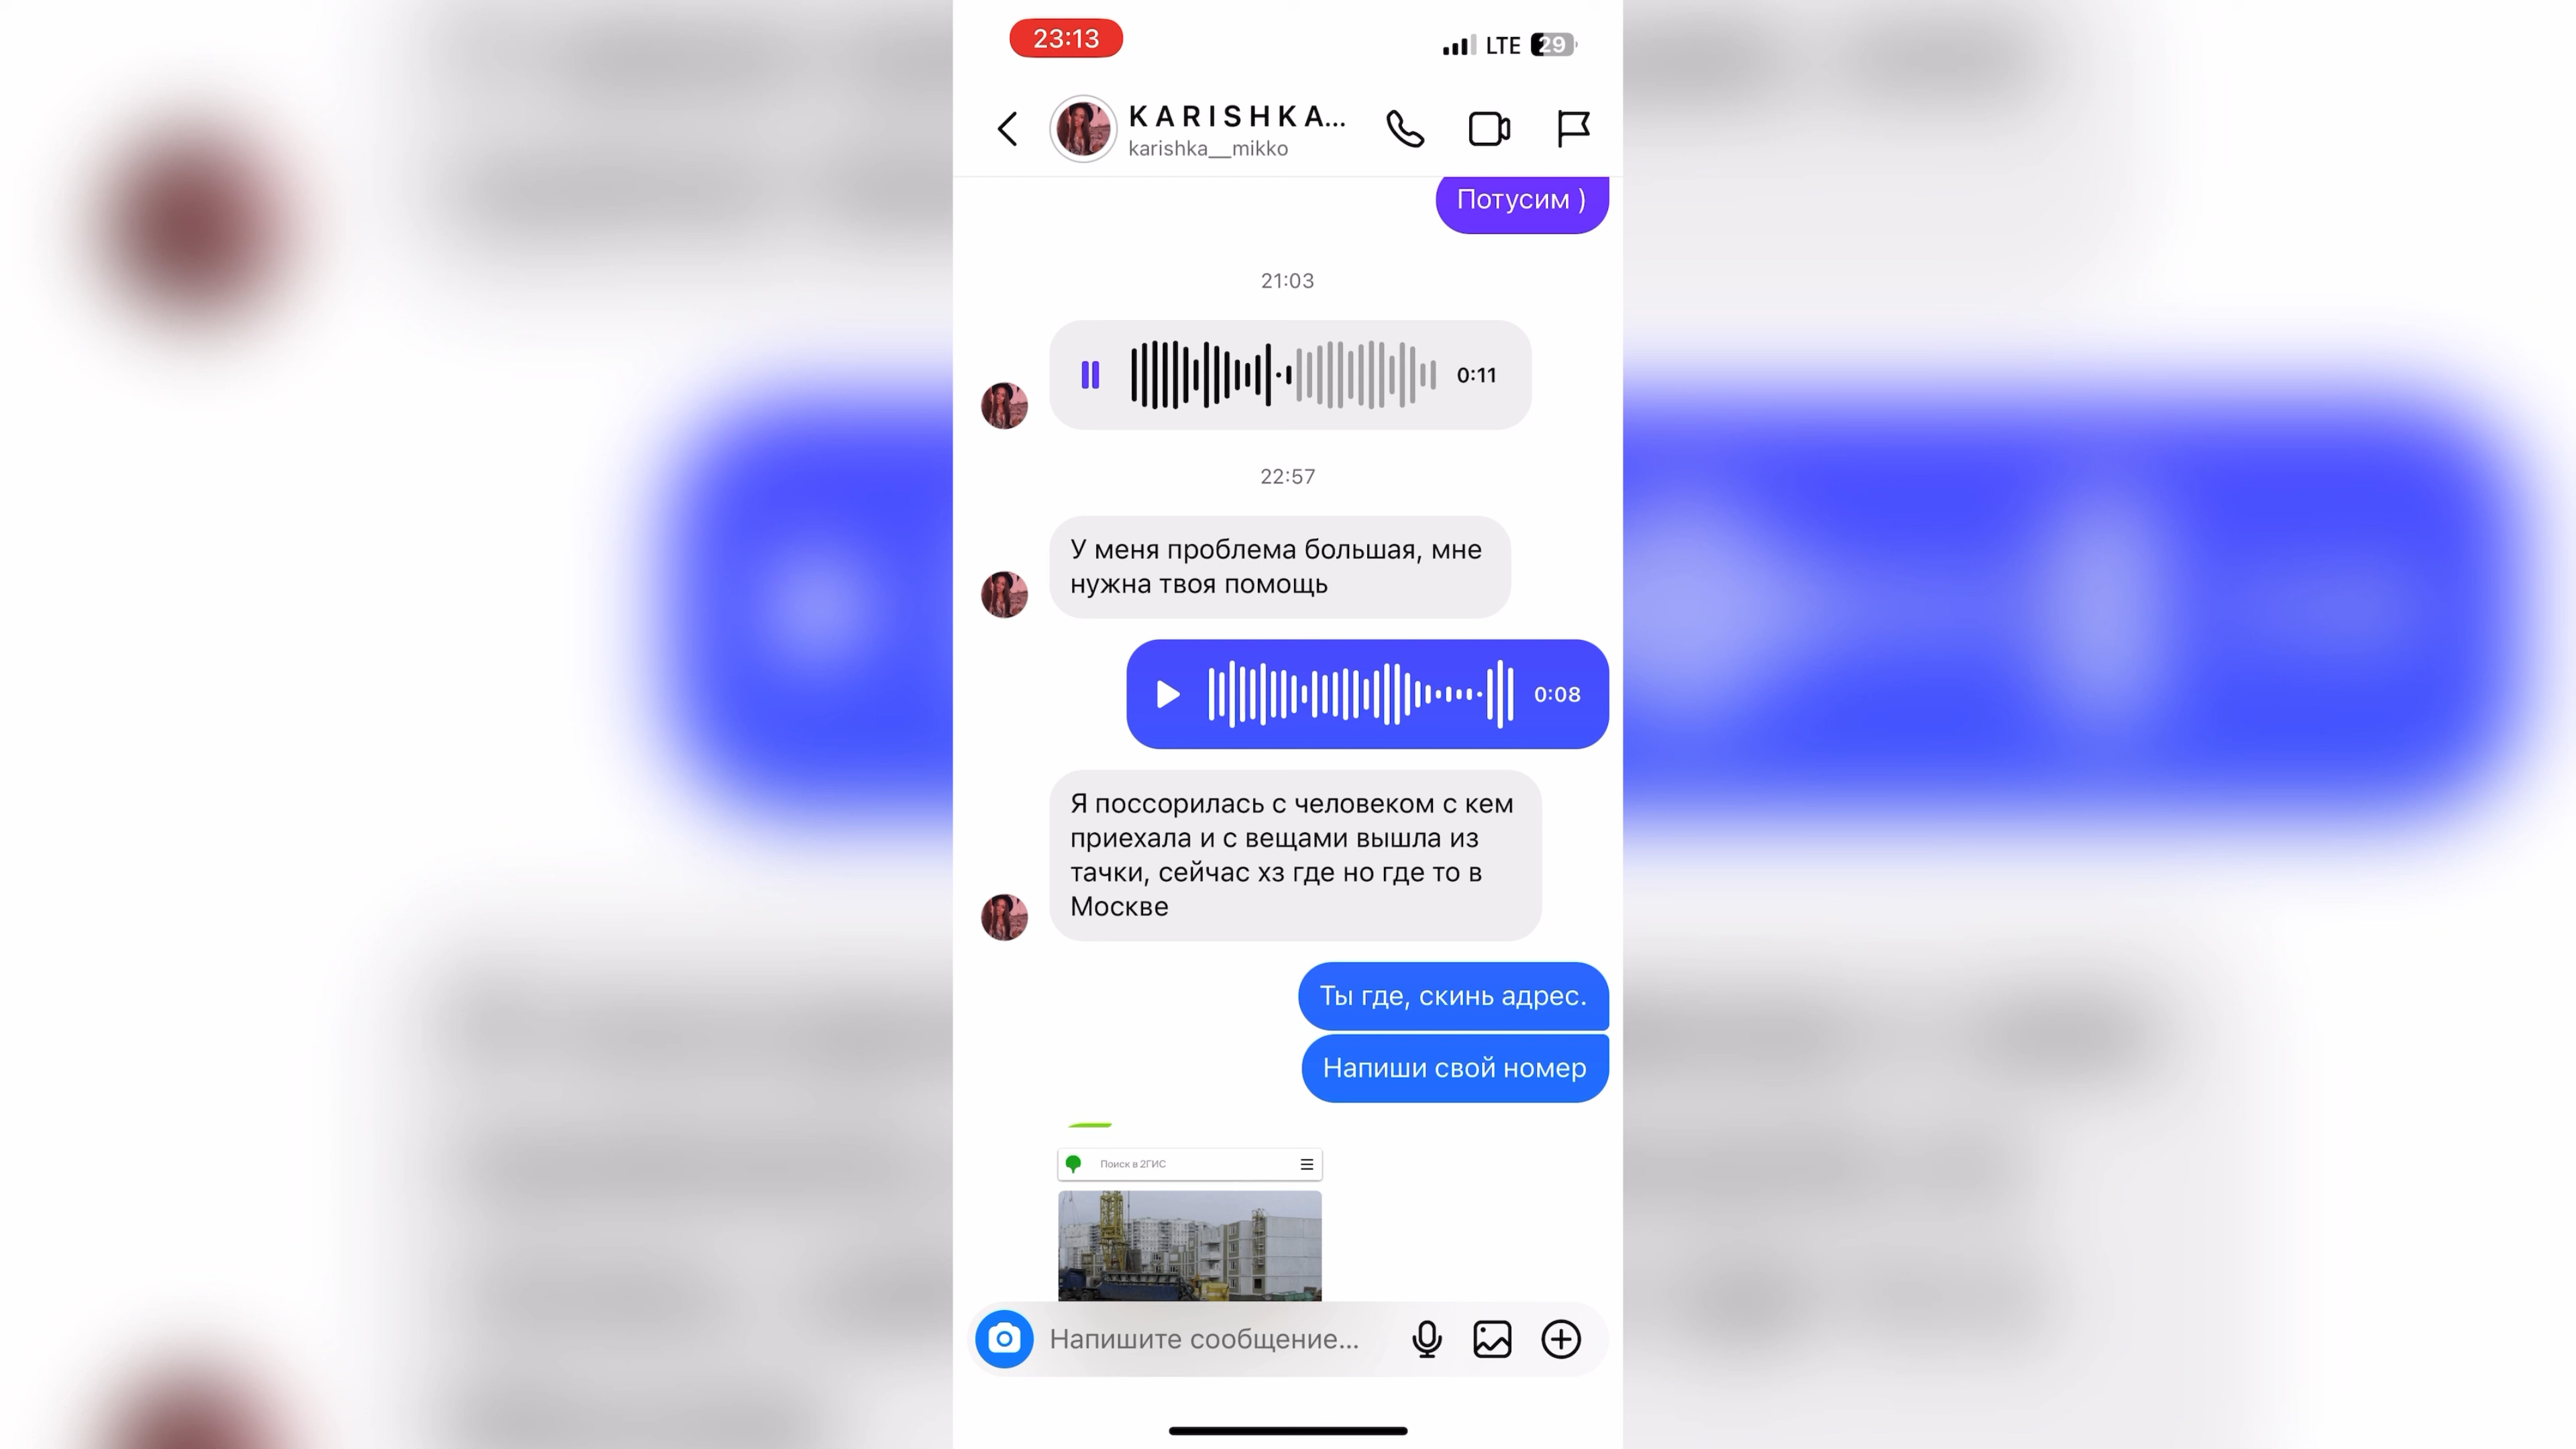 23:13
LTE 29
KARISHKA...
karishka__mikko
Потусим )
21:03
0:11
22:57
У меня проблема большая, мне
нужна твоя помощь
0:08
Я поссорилась с человеком с кем
приехала и с вещами вышла из
тачки, сейчас хз где но где то в
Москве
Ты где, скинь адрес.
Напиши свой номер
Поиск в 2ГИС
Напишите сообщение...